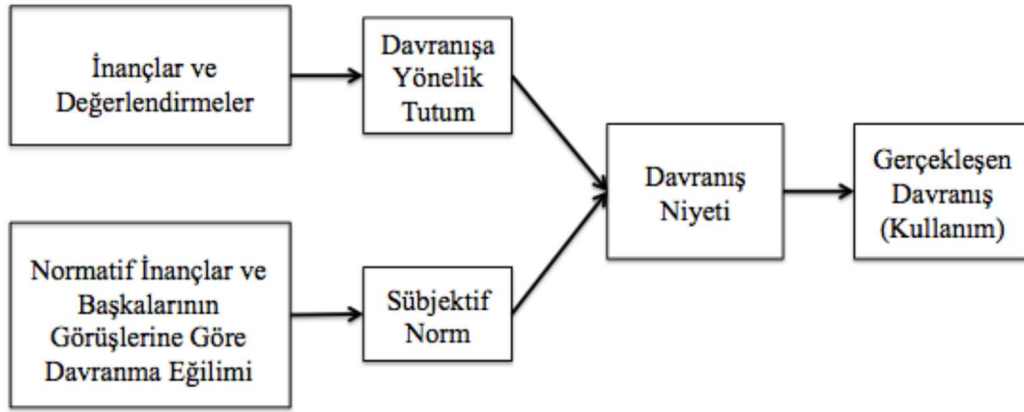 İnançlar ve
Değerlendirmeler
Davranışa
Yönelik
Tutum
Normatif İnançlar ve
Başkalarının
Görüşlerine Göre
Davranma Eğilimi
Sübjektif
Norm
Davranış
Niyeti
Gerçekleşen
Davranış
(Kullanım)